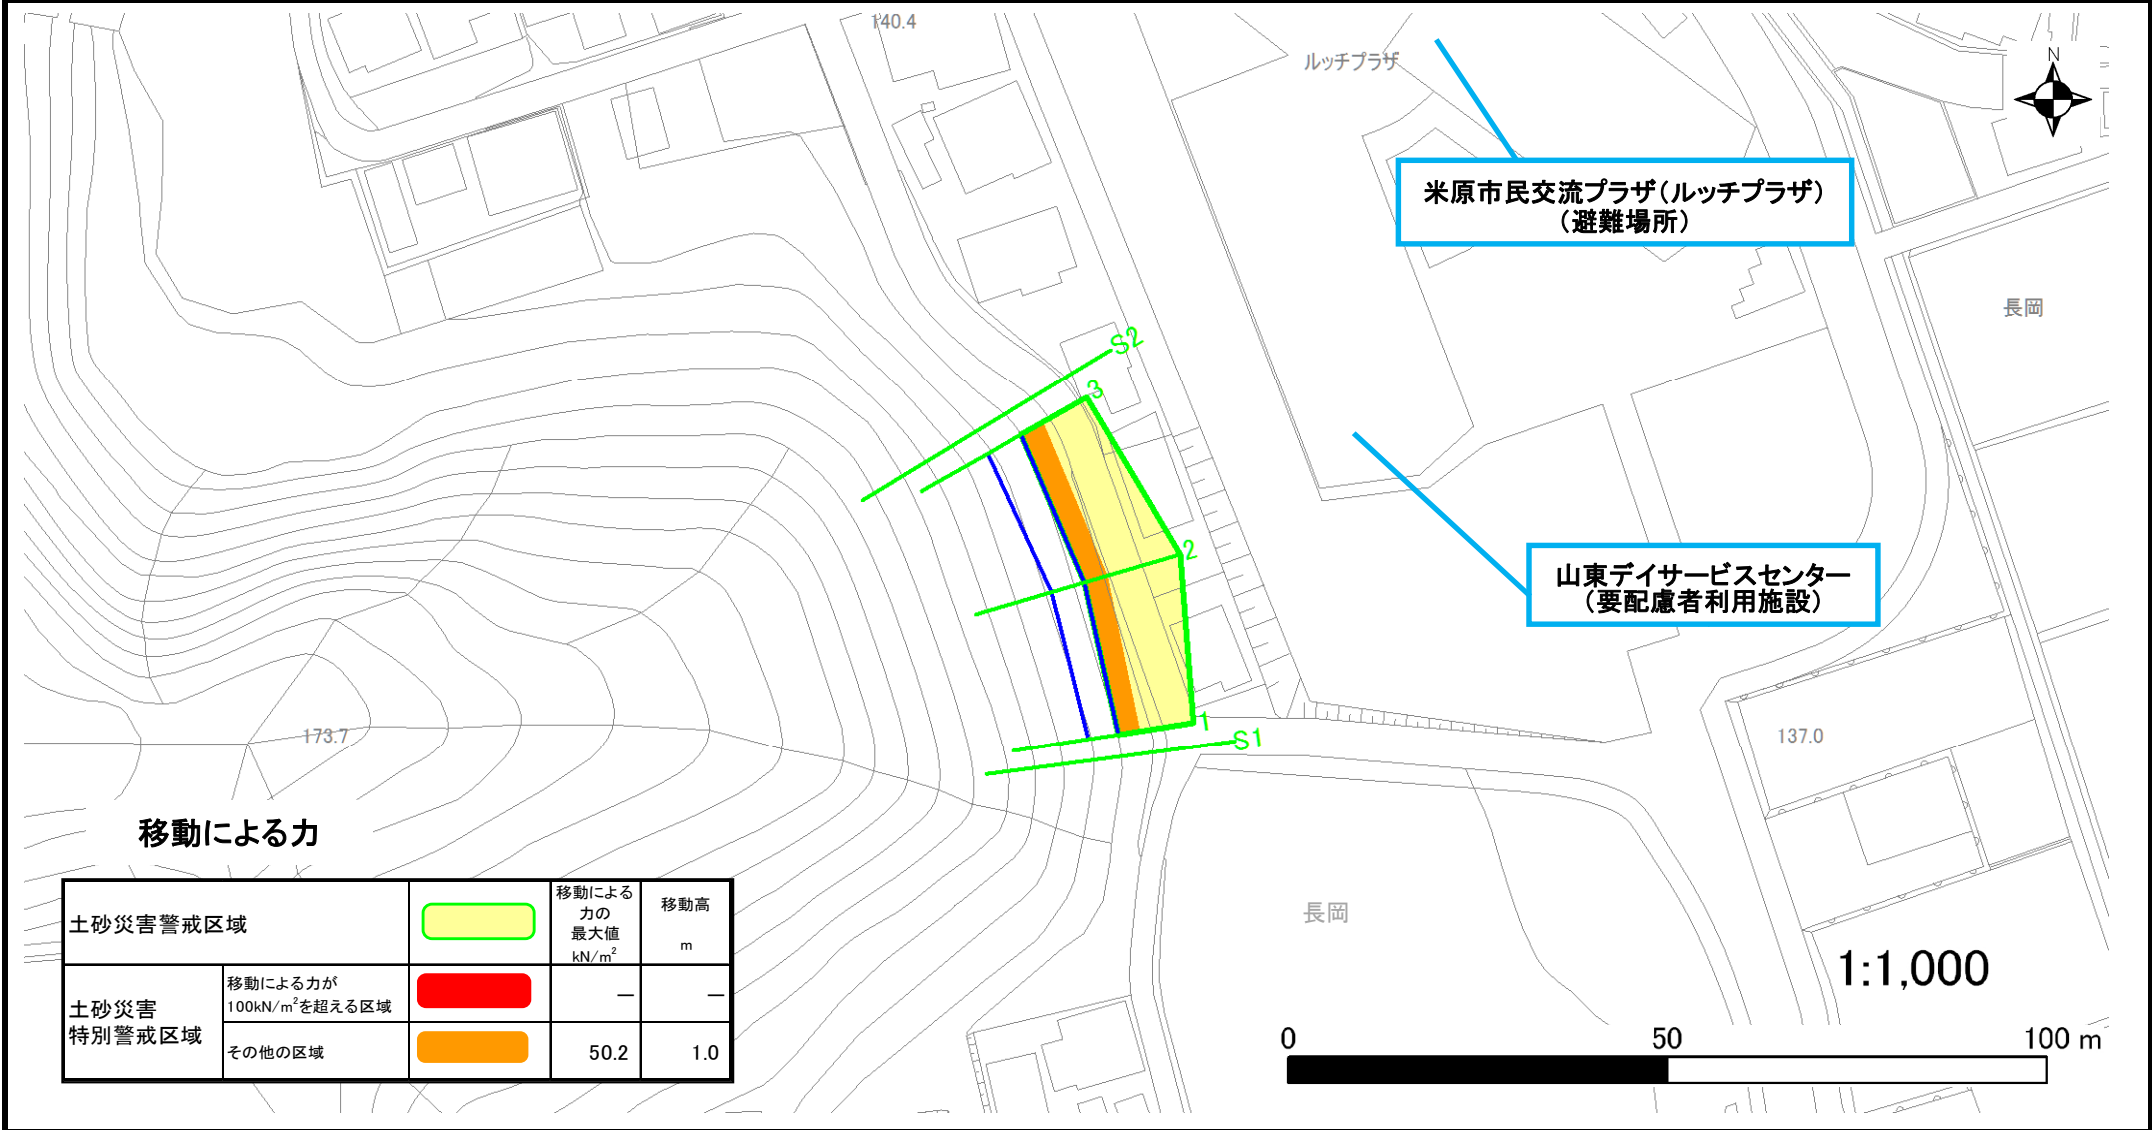 140.4
ルッチプラザ
N
米原市民交流プラザ(ルッチプラザ)
(避難場所)
長岡
S2
3
2
山東デイサービスセンター
(要配慮者利用施設)
1
S1
173.7
137.0
移動による力
土砂災害警戒区域
移動による
力の
最大値
kN/m²
移動高
m
土砂災害
特別警戒区域
移動による力が
100kN/m²を超える区域
－
－
その他の区域
50.2
1.0
長岡
1:1,000
0 50 100 m